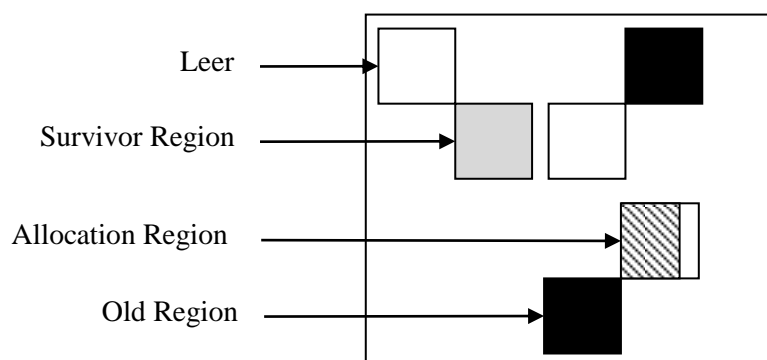 Leer
Survivor Region
Allocation Region
Old Region